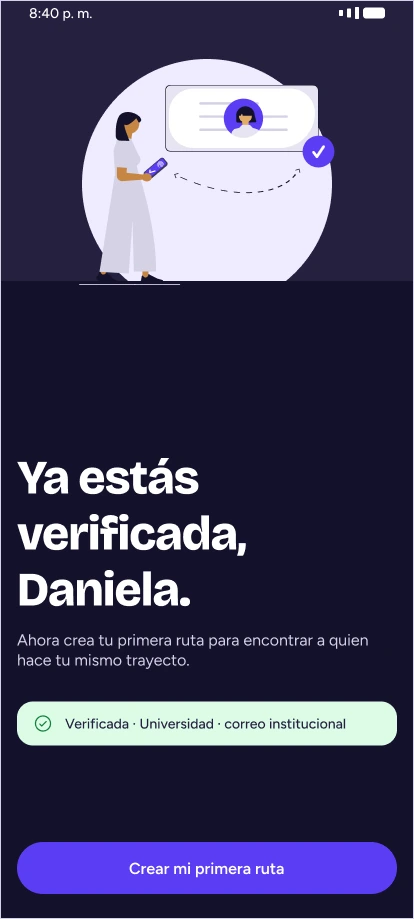 8:40 p. m.
Ya estás
verificada,
Daniela.
Ahora crea tu primera ruta para encontrar a quien
hace tu mismo trayecto.
Verificada · Universidad · correo institucional
Crear mi primera ruta